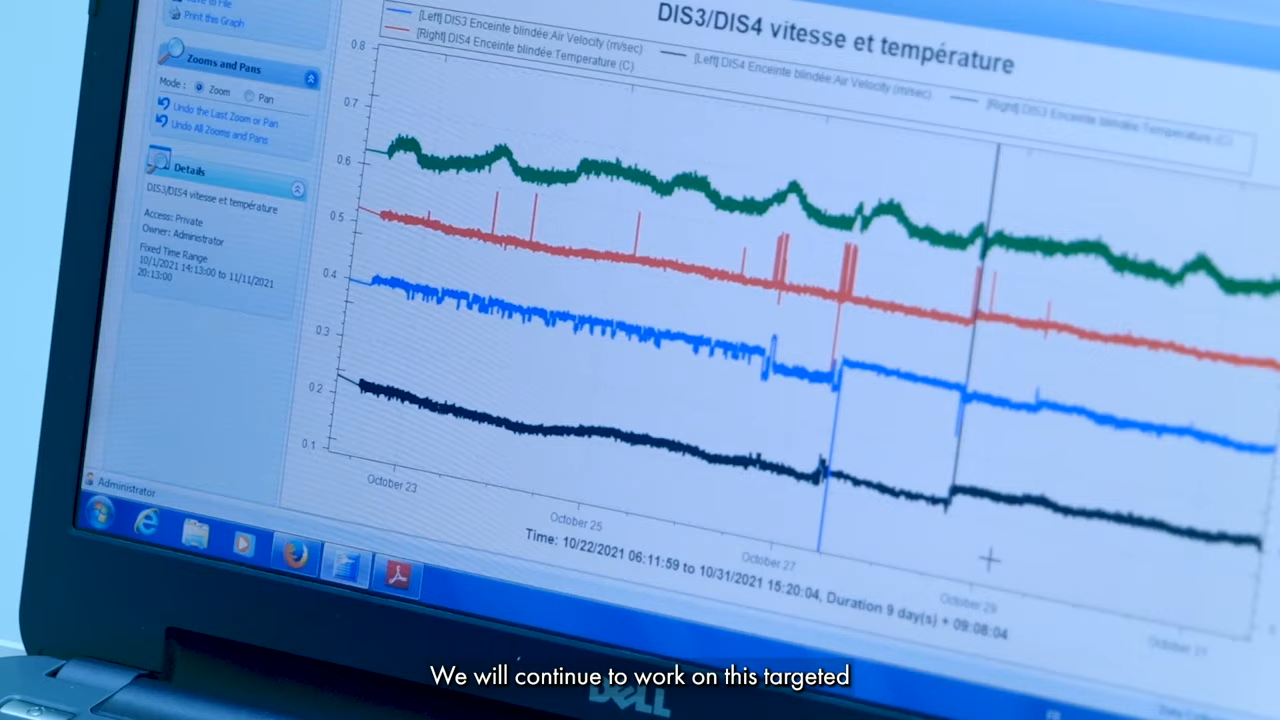 Save to File
Print this Graph
Zooms and Pans
Mode : Zoom Pan
Undo the Last Zoom or Pan
Undo All Zooms and Pans
Details
DIS3/DIS4 vitesse et température
Access: Private
Owner: Administrator
Fixed Time Range
10/1/2021 14:13:00 to 11/11/2021
20:13:00
Administrator
DIS3/DIS4 vitesse et température
[Left] DIS3 Enceinte blindée:Air Velocity (m/sec)
[Left] DIS4 Enceinte blindée:Air Velocity (m/sec)
[Right] DIS3 Enceinte blindée:Temperature (C)
[Right] DIS4 Enceinte blindée:Temperature (C)
0.8
0.7
0.6
0.5
0.4
0.3
0.2
0.1
October 23
October 25
October 27
October 29
October 31
Time: 10/22/2021 06:11:59 to 10/31/2021 15:20:04, Duration 9 day(s) + 09:08:04
We will continue to work on this targeted
DELL